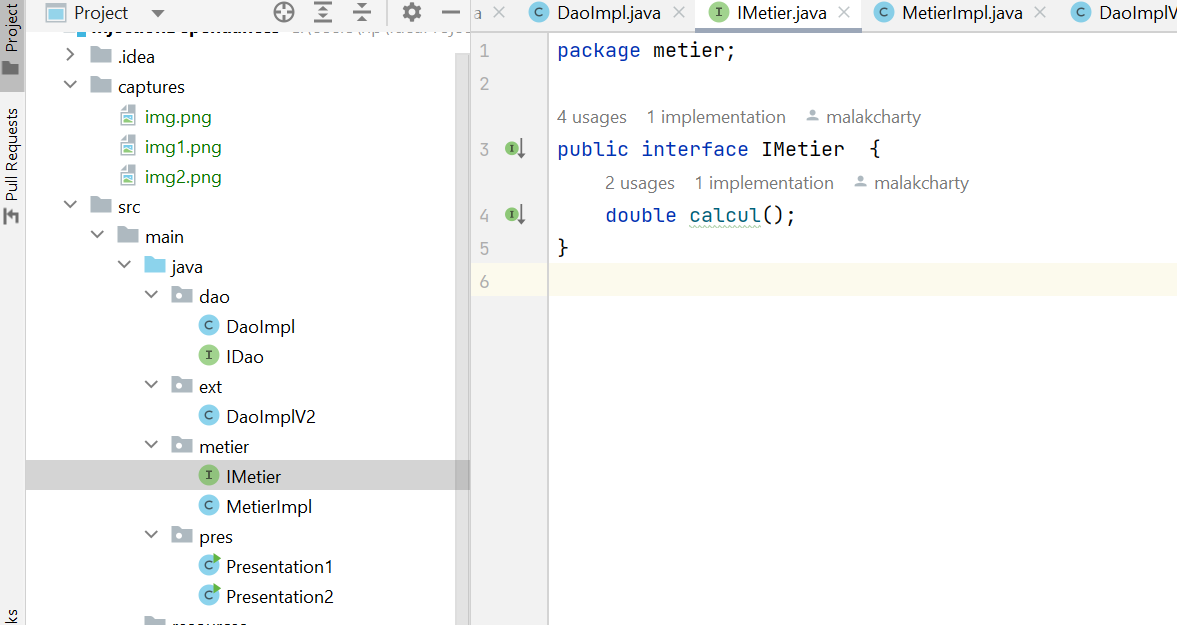 Project
Project
Pull Requests
.idea
captures
img.png
img1.png
img2.png
src
main
java
dao
DaoImpl
IDao
ext
DaoImplV2
metier
IMetier
MetierImpl
pres
Presentation1
Presentation2
resources
a
DaoImpl.java
IMetier.java
MetierImpl.java
DaoImplV
1 package metier;
2
4 usages 1 implementation malakcharty
3 public interface IMetier {
2 usages 1 implementation malakcharty
4 double calcul();
5 }
6
ks